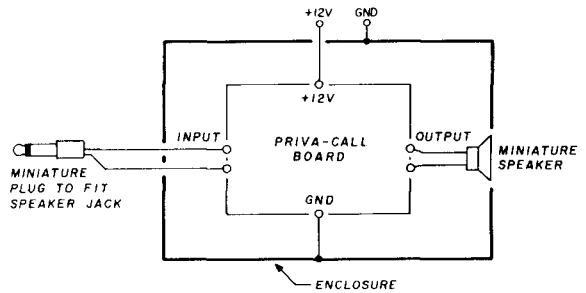 +12V GND
+12V
INPUT
PRIVA-CALL
BOARD
OUTPUT
MINIATURE
SPEAKER
MINIATURE
PLUG TO FIT
SPEAKER JACK
GND
ENCLOSURE